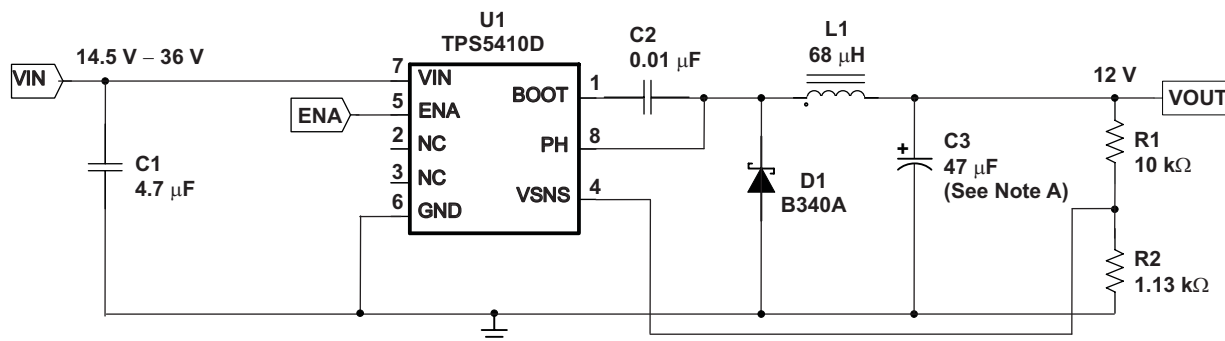 U1
TPS5410D
C2
0.01 μF
L1
68 μH
14.5 V – 36 V
12 V
VIN
7
VIN
BOOT
1
VOUT
ENA
5
ENA
2
NC
PH
8
3
NC
VSNS
4
6
GND
C1
4.7 μF
D1
B340A
C3
47 μF
(See Note A)
+
R1
10 kΩ
R2
1.13 kΩ